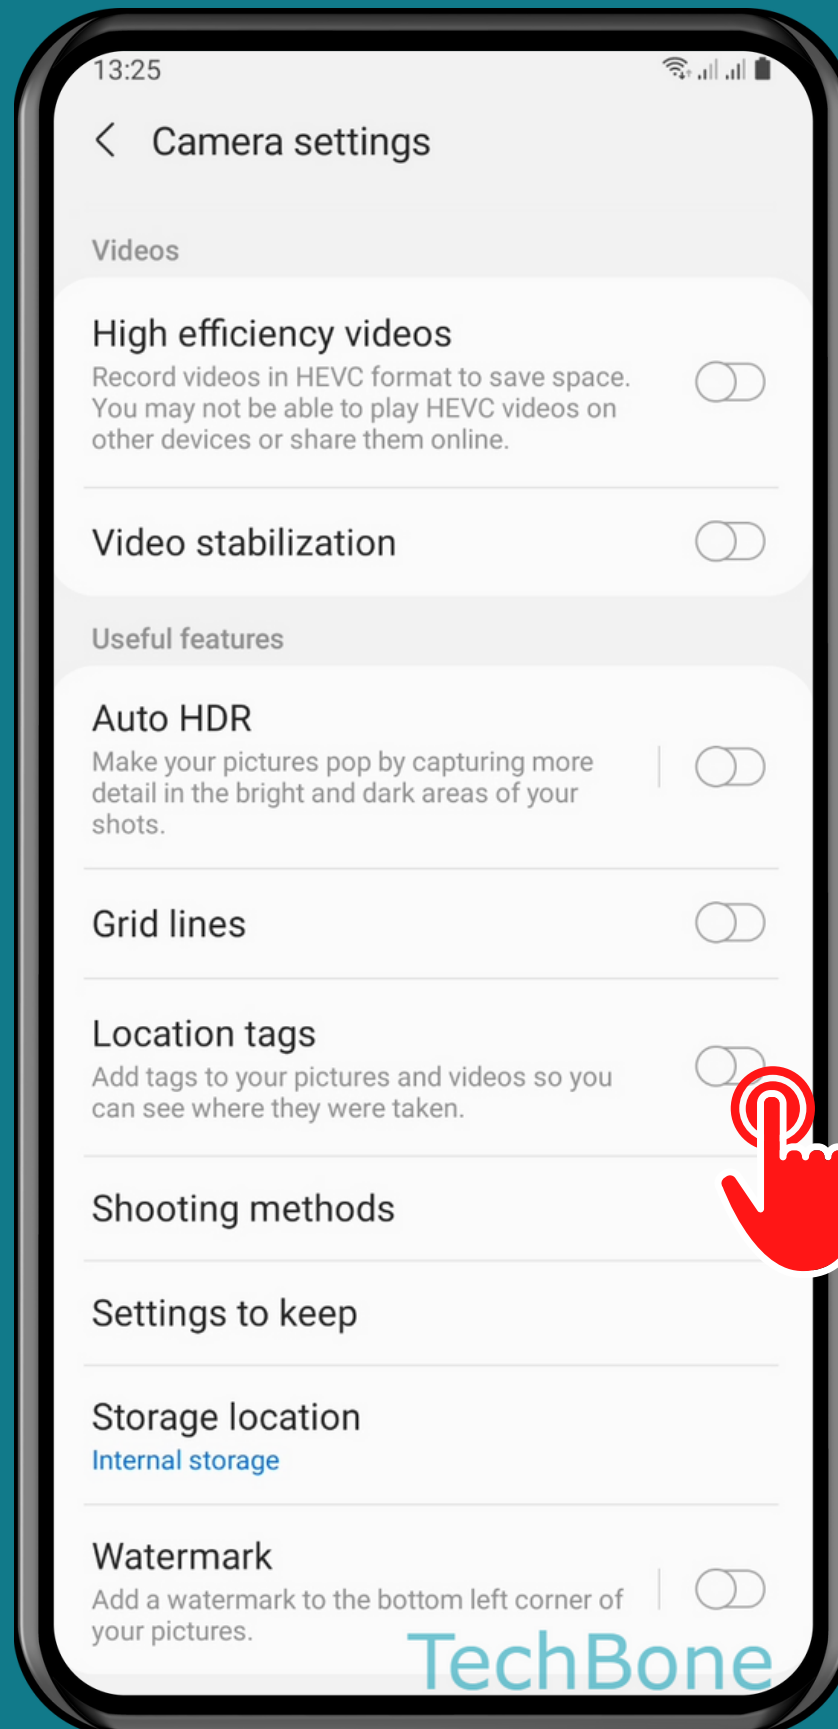 13:25
Camera settings
Videos
High efficiency videos
Record videos in HEVC format to save space.
You may not be able to play HEVC videos on
other devices or share them online.
Video stabilization
Useful features
Auto HDR
Make your pictures pop by capturing more
detail in the bright and dark areas of your
shots.
Grid lines
Location tags
Add tags to your pictures and videos so you
can see where they were taken.
Shooting methods
Settings to keep
Storage location
Internal storage
Watermark
Add a watermark to the bottom left corner of
your pictures.
TechBone